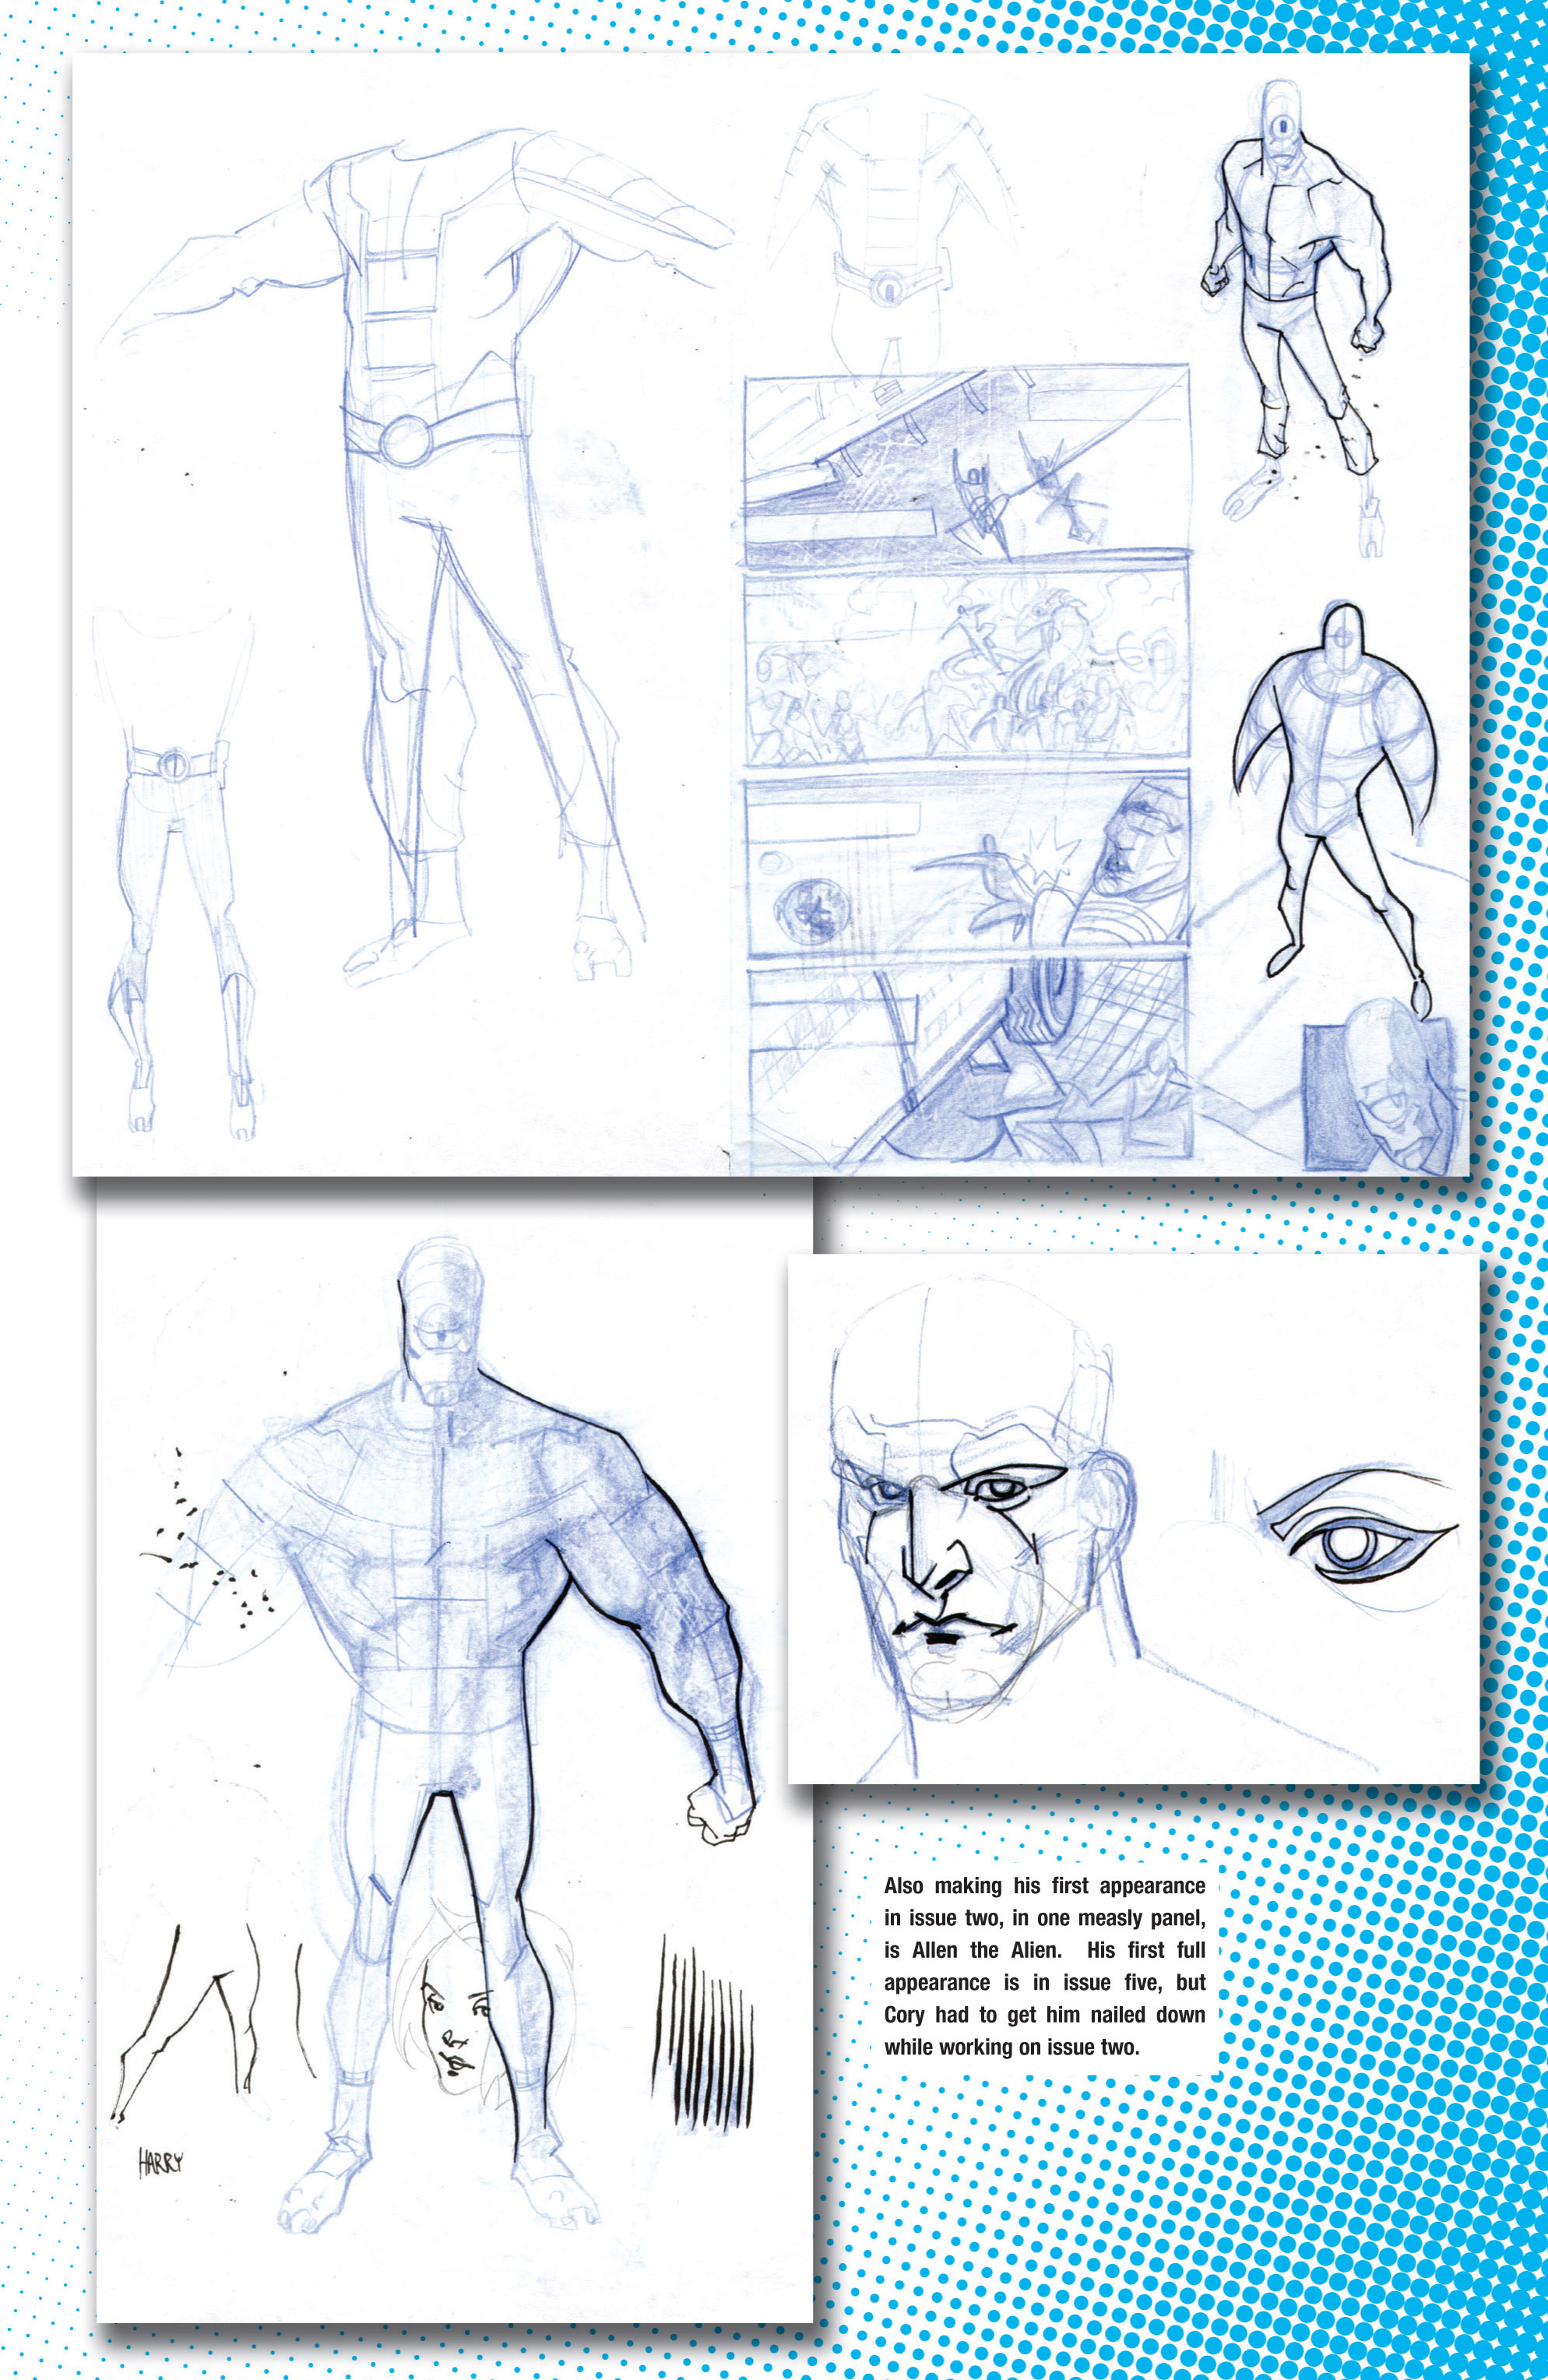 HARRY
Also making his first appearance
in issue two, in one measly panel,
is Allen the Alien. His first full
appearance is in issue five, but
Cory had to get him nailed down
while working on issue two.